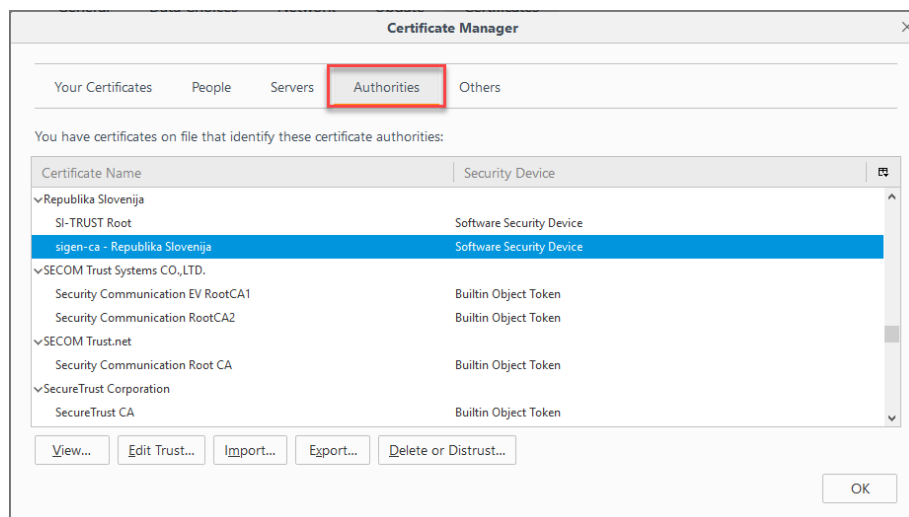 Certificate Manager
Your Certificates People Servers Authorities Others
You have certificates on file that identify these certificate authorities:
Certificate Name Security Device
Republika Slovenija
SI-TRUST Root Software Security Device
sigen-ca - Republika Slovenija Software Security Device
SECOM Trust Systems CO.,LTD.
Security Communication EV RootCA1 Builtin Object Token
Security Communication RootCA2 Builtin Object Token
SECOM Trust.net
Security Communication Root CA Builtin Object Token
SecureTrust Corporation
SecureTrust CA Builtin Object Token
View... Edit Trust... Import... Export... Delete or Distrust...
OK